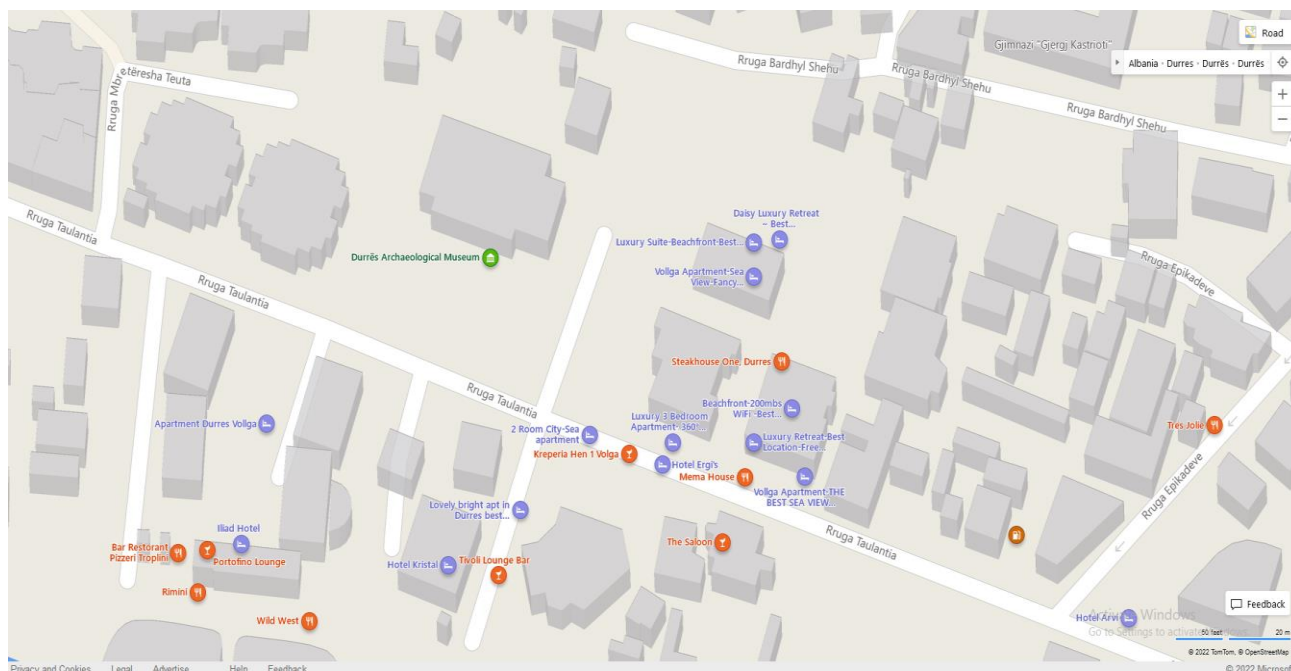 Gjimnazi "Gjergj Kastrioti"
Road
Rruga Bardhyl Shehu
Rruga Bardhyl Shehu
Albania · Durres · Durrës · Durrës
Rruga Mbretëresha Teuta
Rruga Bardhyl Shehu
Daisy Luxury Retreat
– Best...
Rruga Taulantia
Luxury Suite-Beachfront-Best...
Durrës Archaeological Museum
Vollga Apartment-Sea
View-Fancy...
Rruga Epikadeve
Rruga Taulantia
Steakhouse One, Durres
Rruga Taulantia
Beachfront-200mbs
WiFi -Best...
Apartment Durres Vollga
2 Room City-Sea
apartment
Luxury 3 Bedroom
Apartment- 360°...
Tres Jolie
Kreperia Hen 1 Volga
Luxury Retreat-Best
Location-Free...
Hotel Ergi's
Mema House
Vollga Apartment-THE
BEST SEA VIEW...
Rruga Epikadeve
Lovely bright apt in
Dürres best...
Iliad Hotel
Rruga Taulantia
Bar Restorant
Pizzeri Troplini
Portofino Lounge
The Saloon
Hotel Kristal
Tivoli Lounge Bar
Rimini
Wild West
Feedback
Hotel Arvi
Activate Windows
Go to Settings to activate
50 feet
20 m
© 2022 TomTom, © OpenStreetMap
Privacy and Cookies
Legal
Advertise
Help
Feedback
© 2022 Microsoft